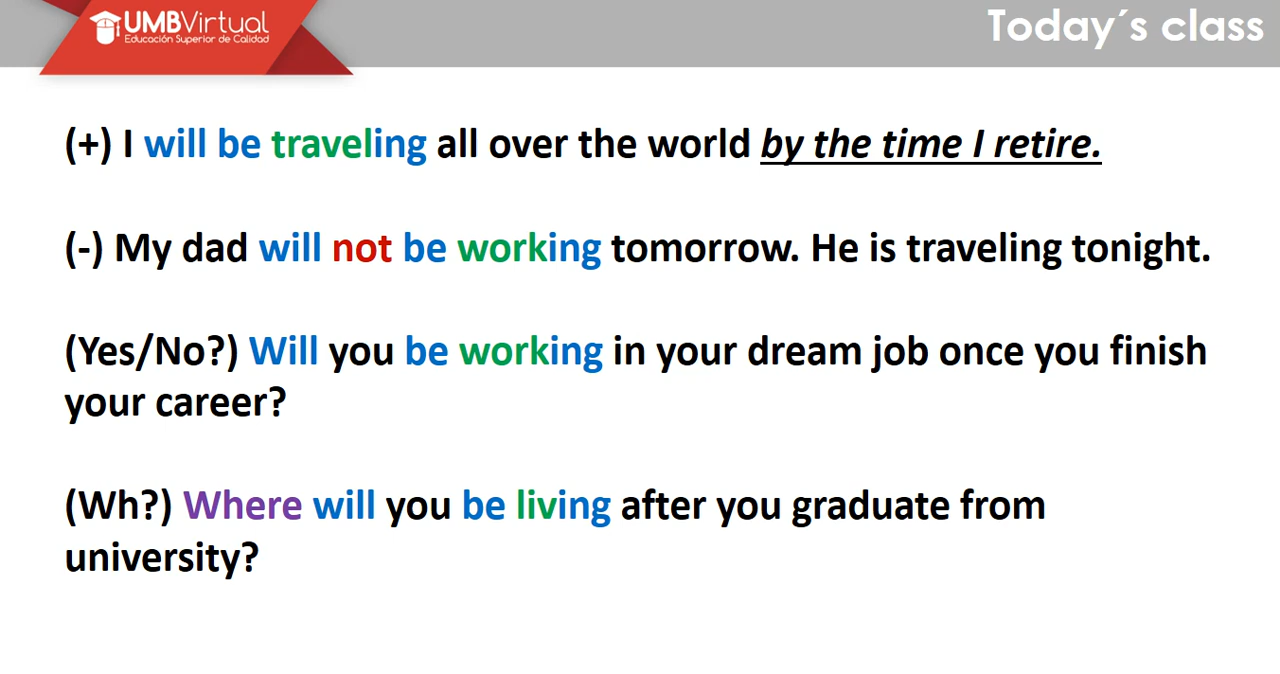 UMBVirtual
Educación Superior de Calidad
Today´s class
(+) I will be traveling all over the world by the time I retire.
(-) My dad will not be working tomorrow. He is traveling tonight.
(Yes/No?) Will you be working in your dream job once you finish
your career?
(Wh?) Where will you be living after you graduate from
university?